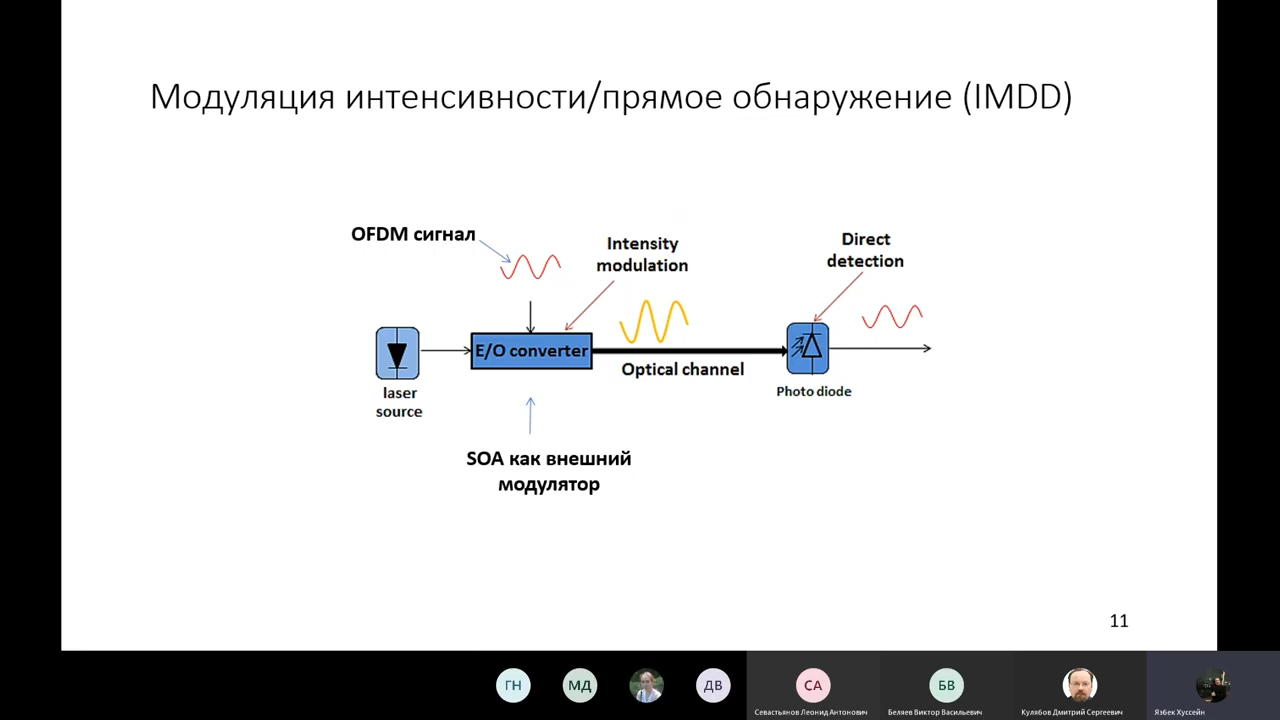 Модуляция интенсивности/прямое обнаружение (IMDD)
OFDM сигнал
Intensity
modulation
Direct
detection
E/O converter
Optical channel
laser
source
Photo diode
SOA как внешний
модулятор
11
ГН
МД
ДВ
СА
БВ
Севастьянов Леонид Антонович
Беляев Виктор Васильевич
Кулябов Дмитрий Сергеевич
Язбек Хуссейн